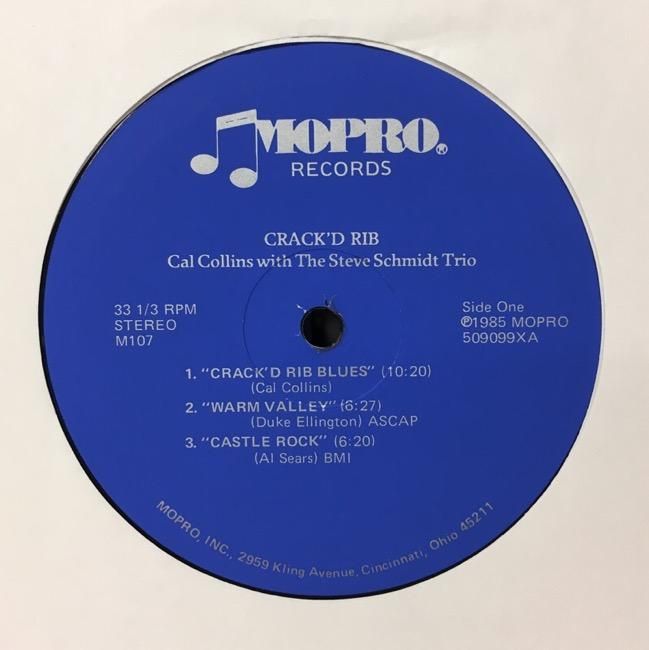 MOPRO.®
RECORDS
CRACK'D RIB
Cal Collins with The Steve Schmidt Trio
33 1/3 RPM
STEREO
M107
Side One
℗1985 MOPRO
509099XA
1. "CRACK'D RIB BLUES" (10:20)
(Cal Collins)
2. "WARM VALLEY" (6:27)
(Duke Ellington) ASCAP
3. "CASTLE ROCK" (6:20)
(Al Sears) BMI
MOPRO, INC., 2959 Kling Avenue, Cincinnati, Ohio 45211